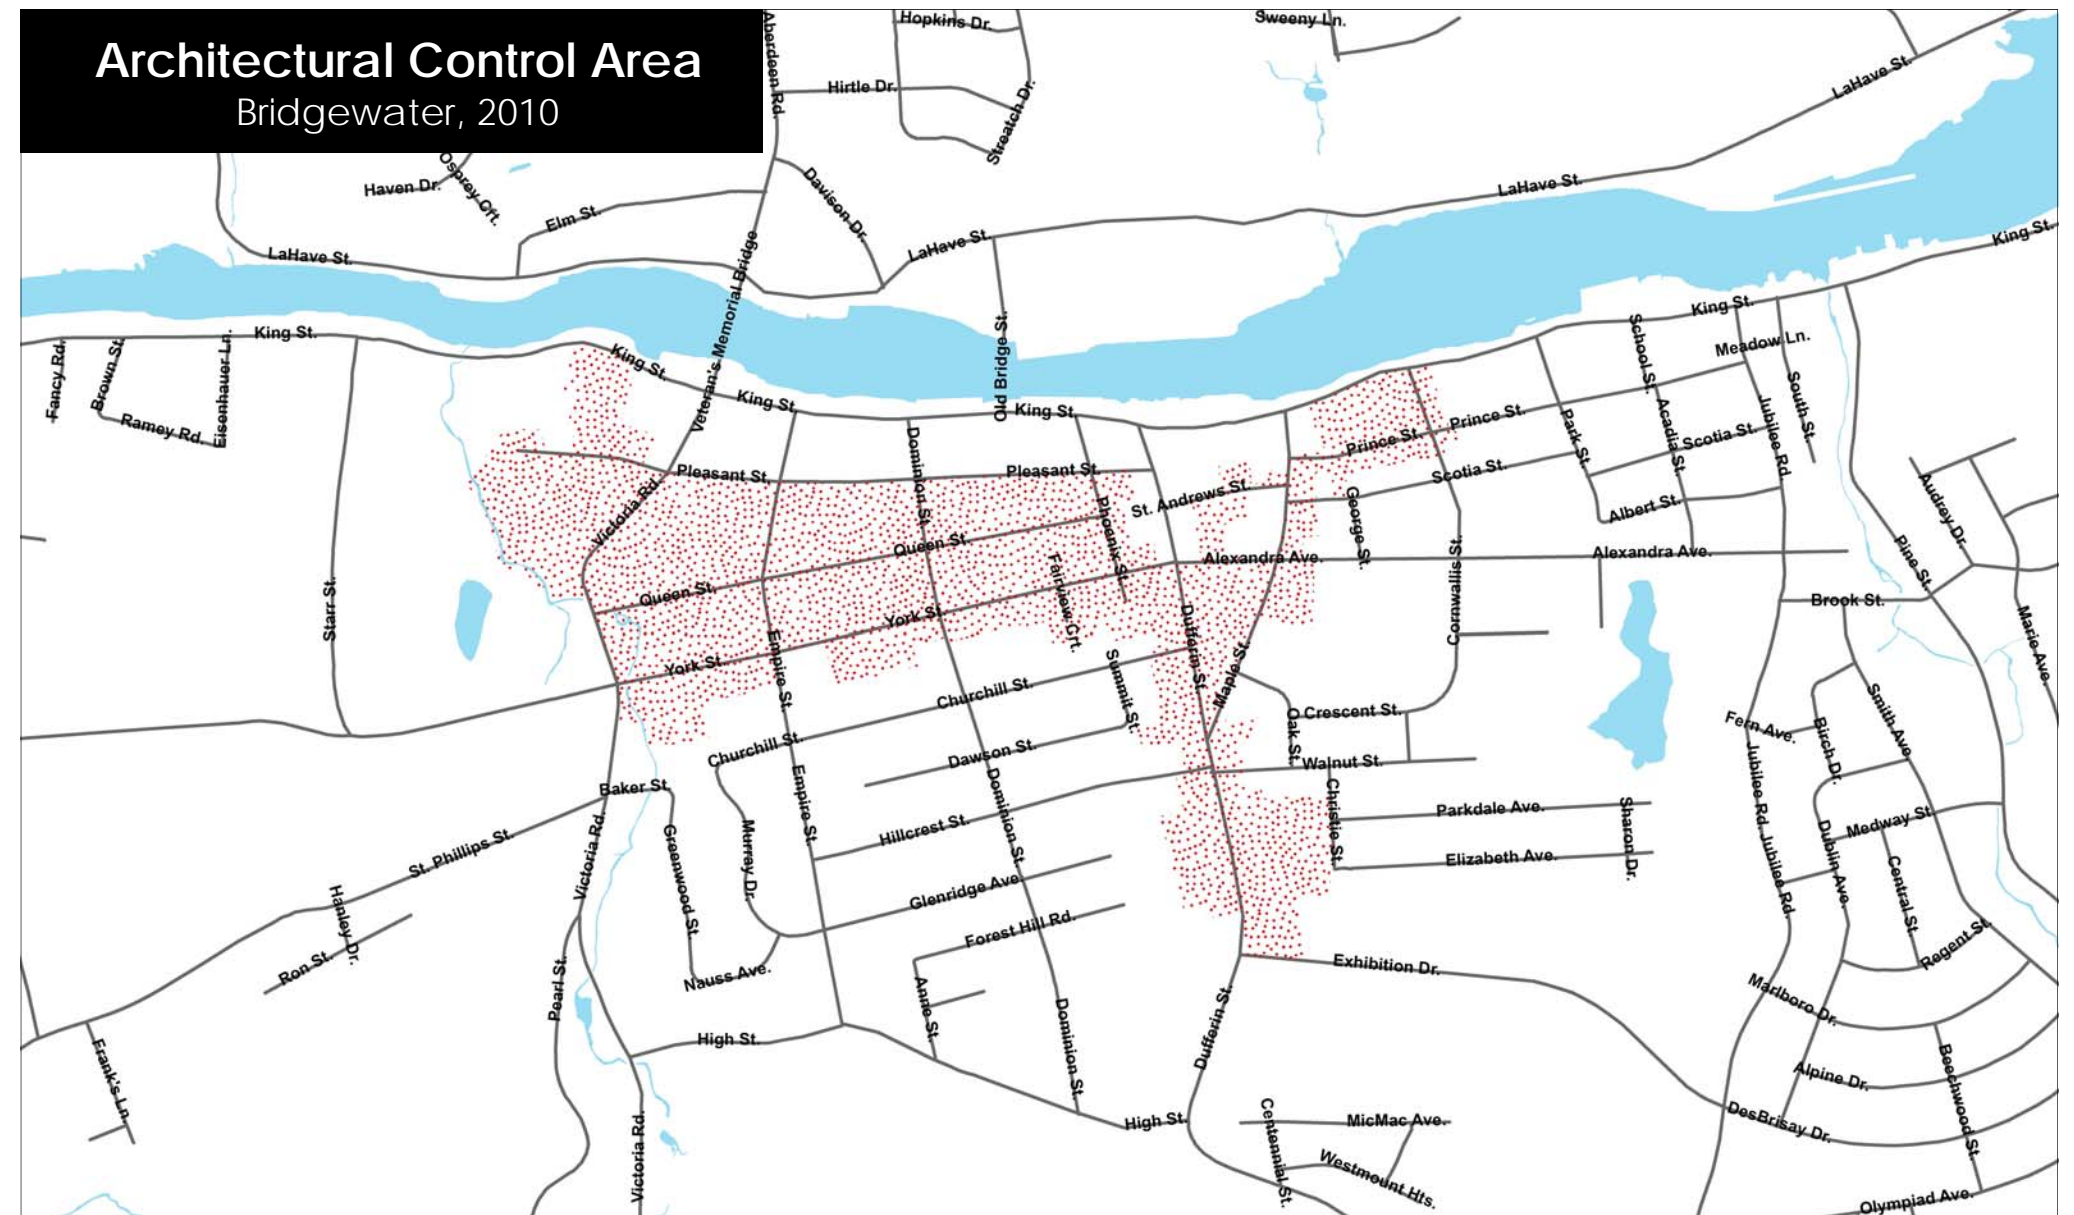 Architectural Control Area
Bridgewater, 2010
Aberdeen Rd.
Hopkins Dr.
Sweeny Ln.
Hirtle Dr.
Streatch Dr.
LaHave St.
Osprey Crt.
Haven Dr.
Elm St.
Davison Dr.
LaHave St.
LaHave St.
LaHave St.
Veteran's Memorial Bridge
King St.
King St.
King St.
King St.
King St.
King St.
Old Bridge St.
Fancy Rd.
Brown St.
Eisenhauer Ln.
Ramey Rd.
School St.
Meadow Ln.
South St.
Jubilee Rd.
Acadia St.
Park St.
Prince St.
Prince St.
Scotia St.
Scotia St.
Albert St.
Dominion St.
Pleasant St.
Pleasant St.
Victoria Rd.
Phoenix St.
St. Andrews St.
George St.
Audrey Dr.
Queen St.
Queen St.
Fairview Crt.
Alexandra Ave.
Alexandra Ave.
Cornwallis St.
Pine St.
Brook St.
Marie Ave.
Starr St.
York St.
York St.
Empire St.
Dufferin St.
Maple St.
Summit St.
Churchill St.
Churchill St.
Oak St.
Crescent St.
Fern Ave.
Birch Dr.
Smith Ave.
Dawson St.
Walnut St.
Baker St.
Empire St.
Dominion St.
Christie St.
Parkdale Ave.
Sharon Dr.
Elizabeth Ave.
Jubilee Rd.
Jubilee Rd.
Medway St.
Dublin Ave.
Central St.
Regent St.
St. Phillips St.
Victoria Rd.
Greenwood St.
Murray Dr.
Hillcrest St.
Glenridge Ave.
Forest Hill Rd.
Hanley Dr.
Ron St.
Pearl St.
Nauss Ave.
Anne St.
Exhibition Dr.
Marlboro Dr.
High St.
Dominion St.
Dufferin St.
Frank's Ln.
Alpine Dr.
Beechwood St.
DesBrisay Dr.
High St.
Victoria Rd.
Centennial St.
MicMac Ave.
Westmount Hts.
Olympiad Ave.